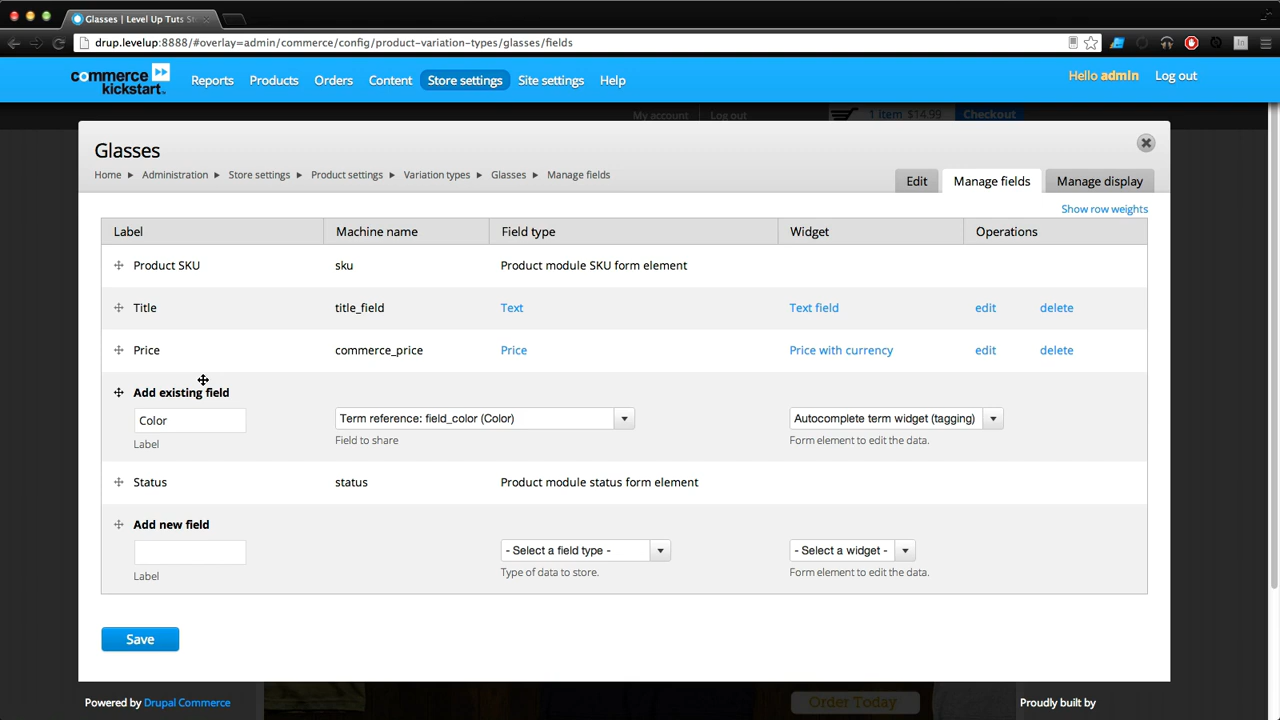 Glasses | Level Up Tuts St
drup.levelup:8888/#overlay=admin/commerce/config/product-variation-types/glasses/fields
commerce kickstart.
Reports Products Orders Content Store settings Site settings Help
Hello admin Log out
My account Log out 1 item $14.99 Checkout
Glasses
Home Administration Store settings Product settings Variation types Glasses Manage fields
Edit Manage fields Manage display
Show row weights
Label Machine name Field type Widget Operations
Product SKU sku Product module SKU form element
Title title_field Text Text field edit delete
Price commerce_price Price Price with currency edit delete
Add existing field
Color Term reference: field_color (Color) Autocomplete term widget (tagging)
Label Field to share Form element to edit the data.
Status status Product module status form element
Add new field
- Select a field type - - Select a widget -
Label Type of data to store. Form element to edit the data.
Save
Powered by Drupal Commerce Order Today Proudly built by